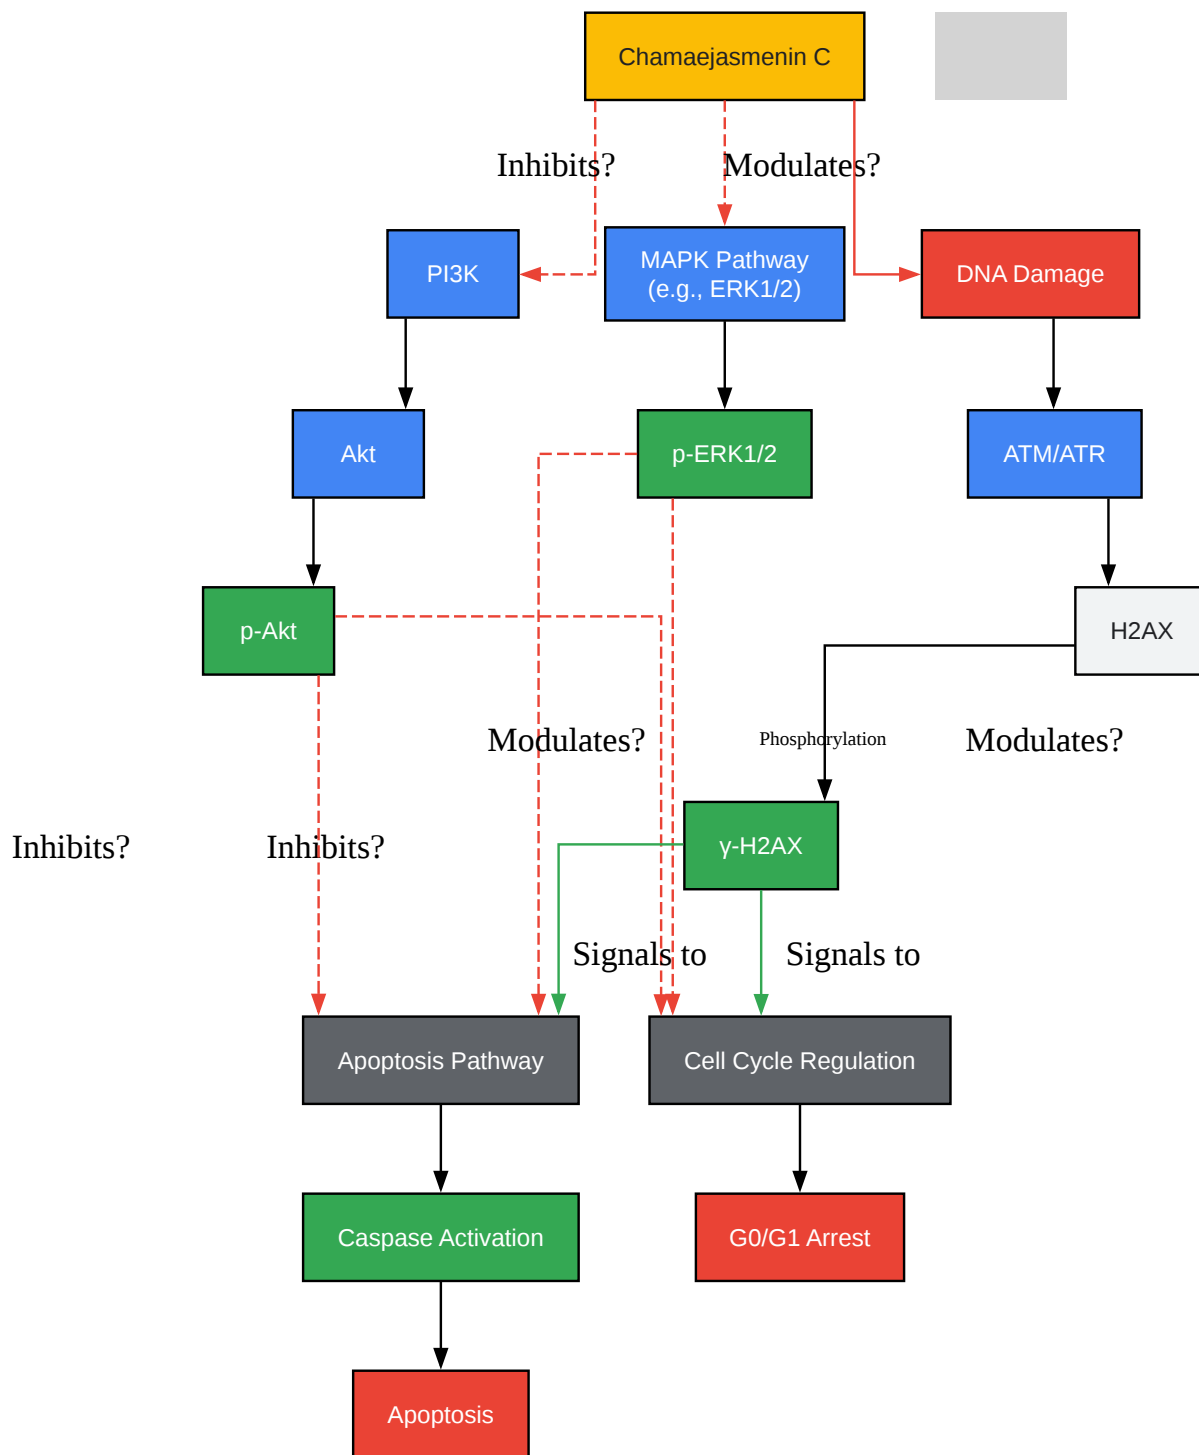 Chamaejasmenin C
Inhibits?
Modulates?
PI3K
MAPK Pathway
(e.g., ERK1/2)
DNA Damage
Akt
p-ERK1/2
ATM/ATR
p-Akt
H2AX
Modulates?
Phosphorylation
Modulates?
Inhibits?
Inhibits?
γ-H2AX
Signals to
Signals to
Apoptosis Pathway
Cell Cycle Regulation
Caspase Activation
G0/G1 Arrest
Apoptosis